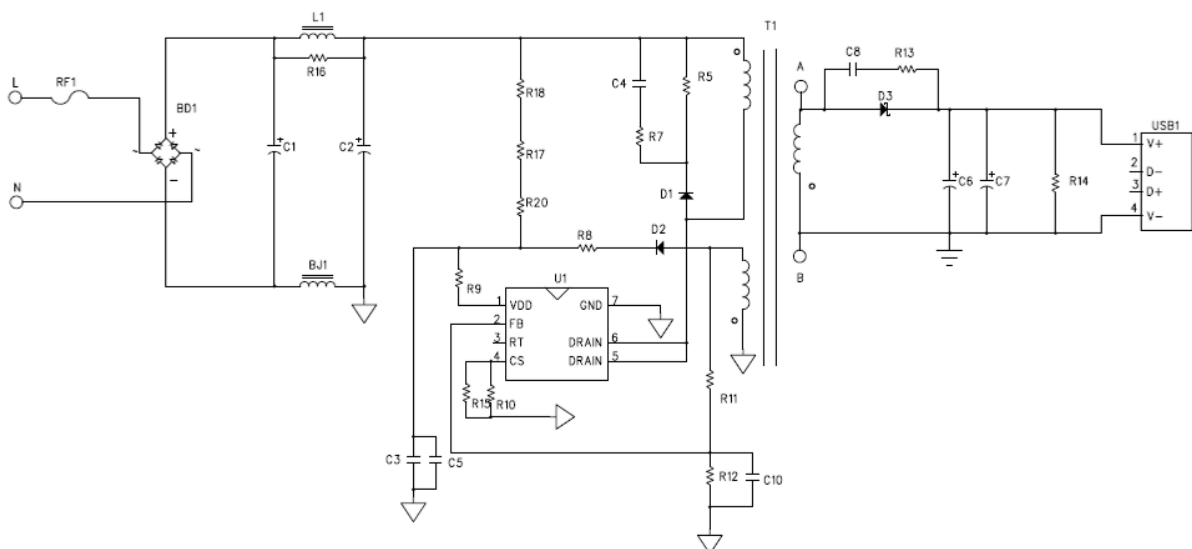 L1
T1
R16
L
RF1
BD1
+
~
~
-
N
+
C1
C2
+
R18
R17
R20
C4
R7
R5
D1
A
C8
R13
D3
USB1
1
V+
2
D-
3
D+
4
V-
+
C6
+
C7
R14
B
BJ1
R8
D2
R9
U1
1
VDD
GND
7
2
FB
3
RT
DRAIN
6
4
CS
DRAIN
5
R15
R10
R11
C3
C5
R12
C10